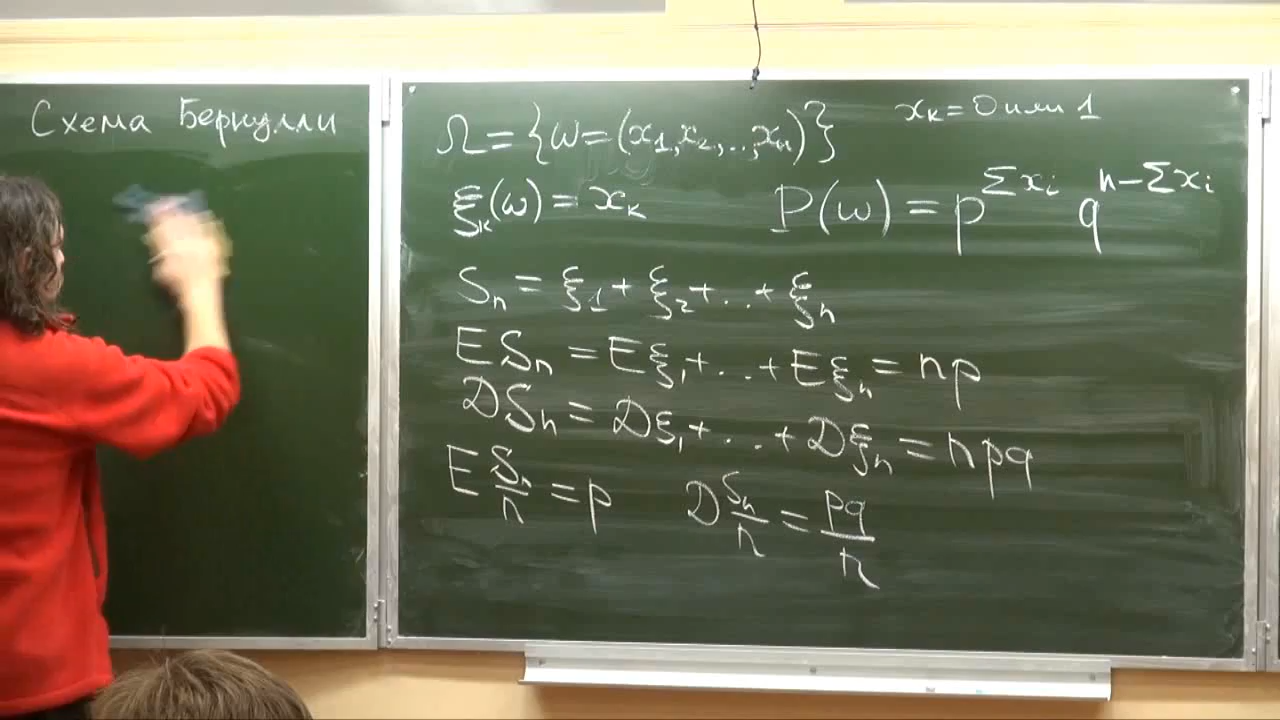 Схема Бернулли
Ω = {ω = (x₁, x₂, .., xₙ)} xₖ = 0 или 1
ξₖ(ω) = xₖ P(ω) = p^{Σxᵢ} q^{n-Σxᵢ}
Sₙ = ξ₁ + ξ₂ + .. + ξₙ
ESₙ = Eξ₁ + .. + Eξₙ = np
DSₙ = Dξ₁ + .. + Dξₙ = npq
E Sₙ/n = p D Sₙ/n = pq/n